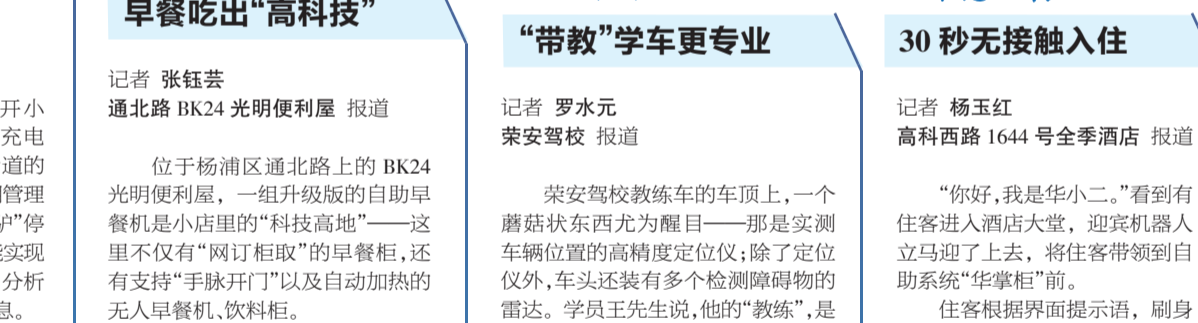 开小
充电
道的
管理
驴”停
实现
分析
息。
早餐吃出“高科技”
记者 张钰芸
通北路 BK24 光明便利屋 报道
位于杨浦区通北路上的 BK24
光明便利屋，一组升级版的自助早
餐机是小店里的“科技高地”——这
里不仅有“网订柜取”的早餐柜,还
有支持“手脉开门”以及自动加热的
无人早餐机、饮料柜。
“带教”学车更专业
记者 罗水元
荣安驾校 报道
荣安驾校教练车的车顶上,一个
蘑菇状东西尤为醒目——那是实测
车辆位置的高精度定位仪;除了定位
仪外,车头还装有多个检测障碍物的
雷达。学员王先生说,他的“教练”,是
30 秒无接触入住
记者 杨玉红
高科西路 1644 号全季酒店 报道
“你好,我是华小二。”看到有
住客进入酒店大堂，迎宾机器人
立马迎了上去，将住客带领到自
助系统“华掌柜”前。
住客根据界面提示语，刷身